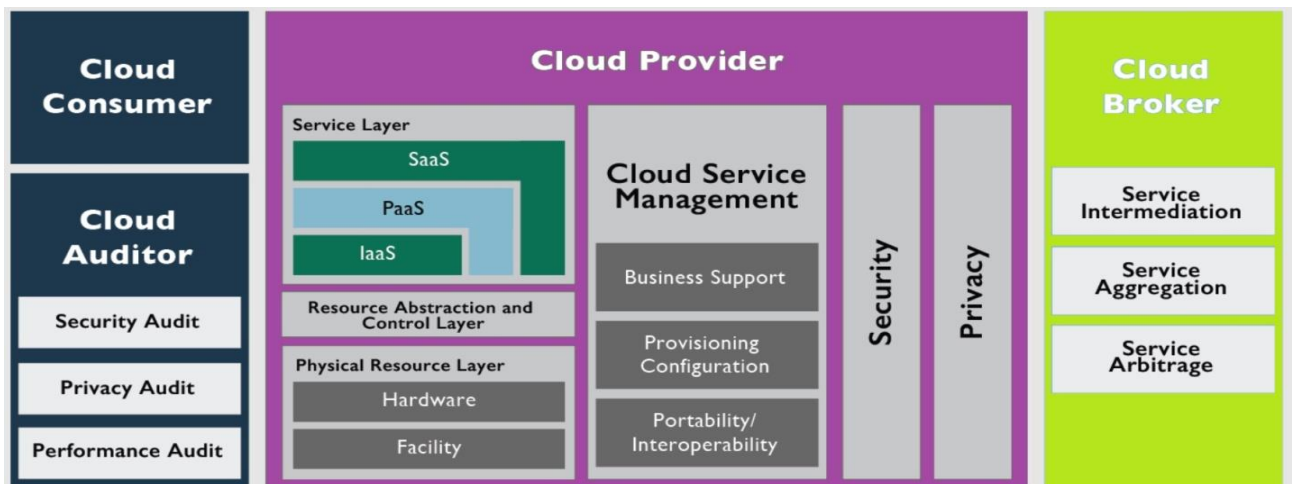 Cloud
Consumer
Cloud
Auditor
Security Audit
Privacy Audit
Performance Audit
Cloud Provider
Service Layer
SaaS
PaaS
IaaS
Resource Abstraction and
Control Layer
Physical Resource Layer
Hardware
Facility
Cloud Service
Management
Business Support
Provisioning
Configuration
Portability/
Interoperability
Security
Privacy
Cloud
Broker
Service
Intermediation
Service
Aggregation
Service
Arbitrage